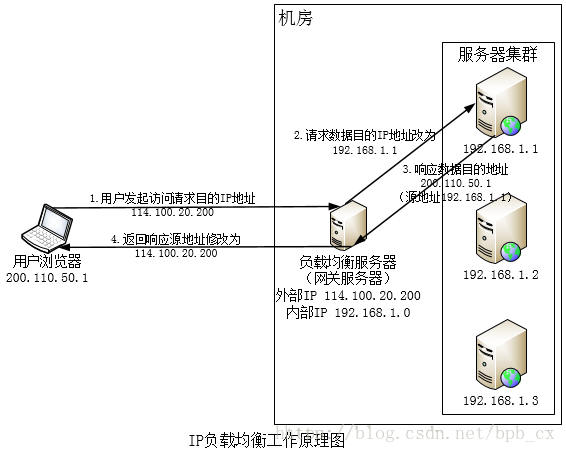 机房
服务器集群
192.168.1.1
2.请求数据目的IP地址改为
192.168.1.1
3.响应数据目的地址
200.110.50.1
(源地址192.168.1.1)
1.用户发起访问请求目的IP地址
114.100.20.200
4.返回响应源地址修改为
114.100.20.200
用户浏览器
200.110.50.1
负载均衡服务器
(网关服务器)
外部IP 114.100.20.200
内部IP 192.168.1.0
192.168.1.2
192.168.1.3
IP负载均衡工作原理图
http://blog.csdn.net/bpb_cx